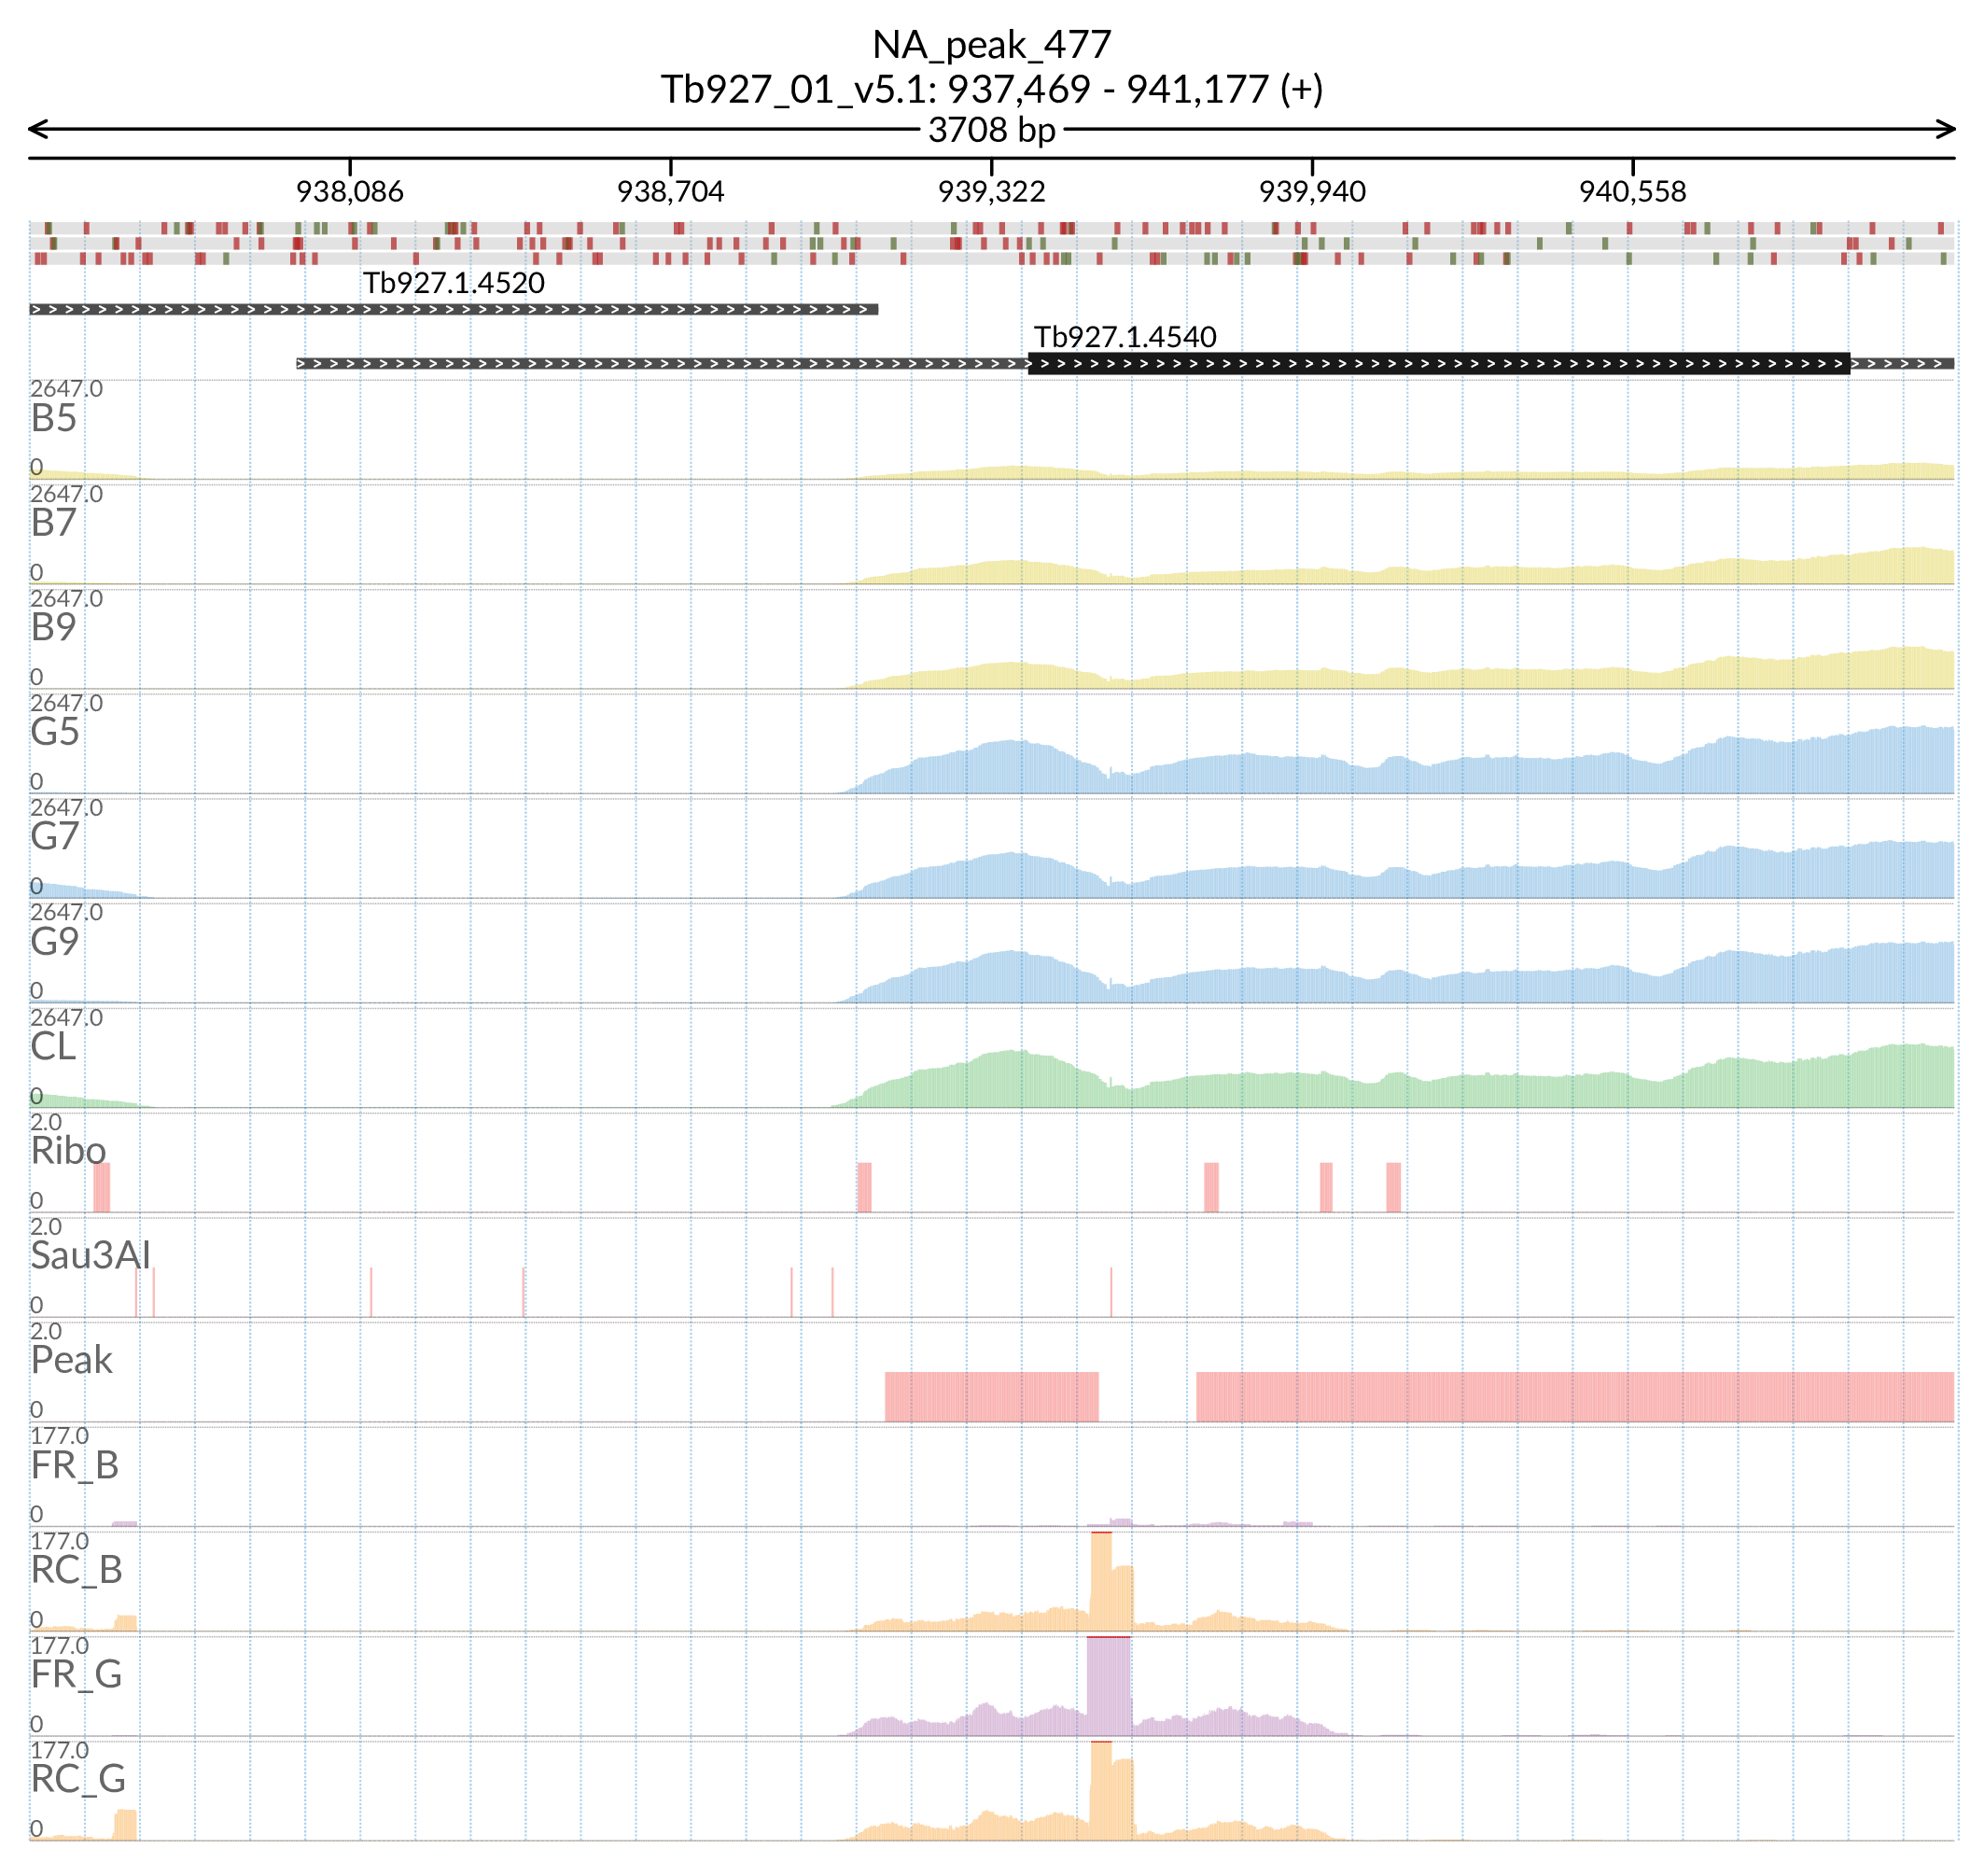 NA_peak_477
Tb927_01_v5.1: 937,469 - 941,177 (+)
3708 bp
938,086 938,704 939,322 939,940 940,558
Tb927.1.4520
Tb927.1.4540
2647.0
B5
0
2647.0
B7
0
2647.0
B9
0
2647.0
G5
0
2647.0
G7
0
2647.0
G9
0
2647.0
CL
0
2.0
Ribo
0
2.0
Sau3AI
0
2.0
Peak
0
177.0
FR_B
0
177.0
RC_B
0
177.0
FR_G
0
177.0
RC_G
0